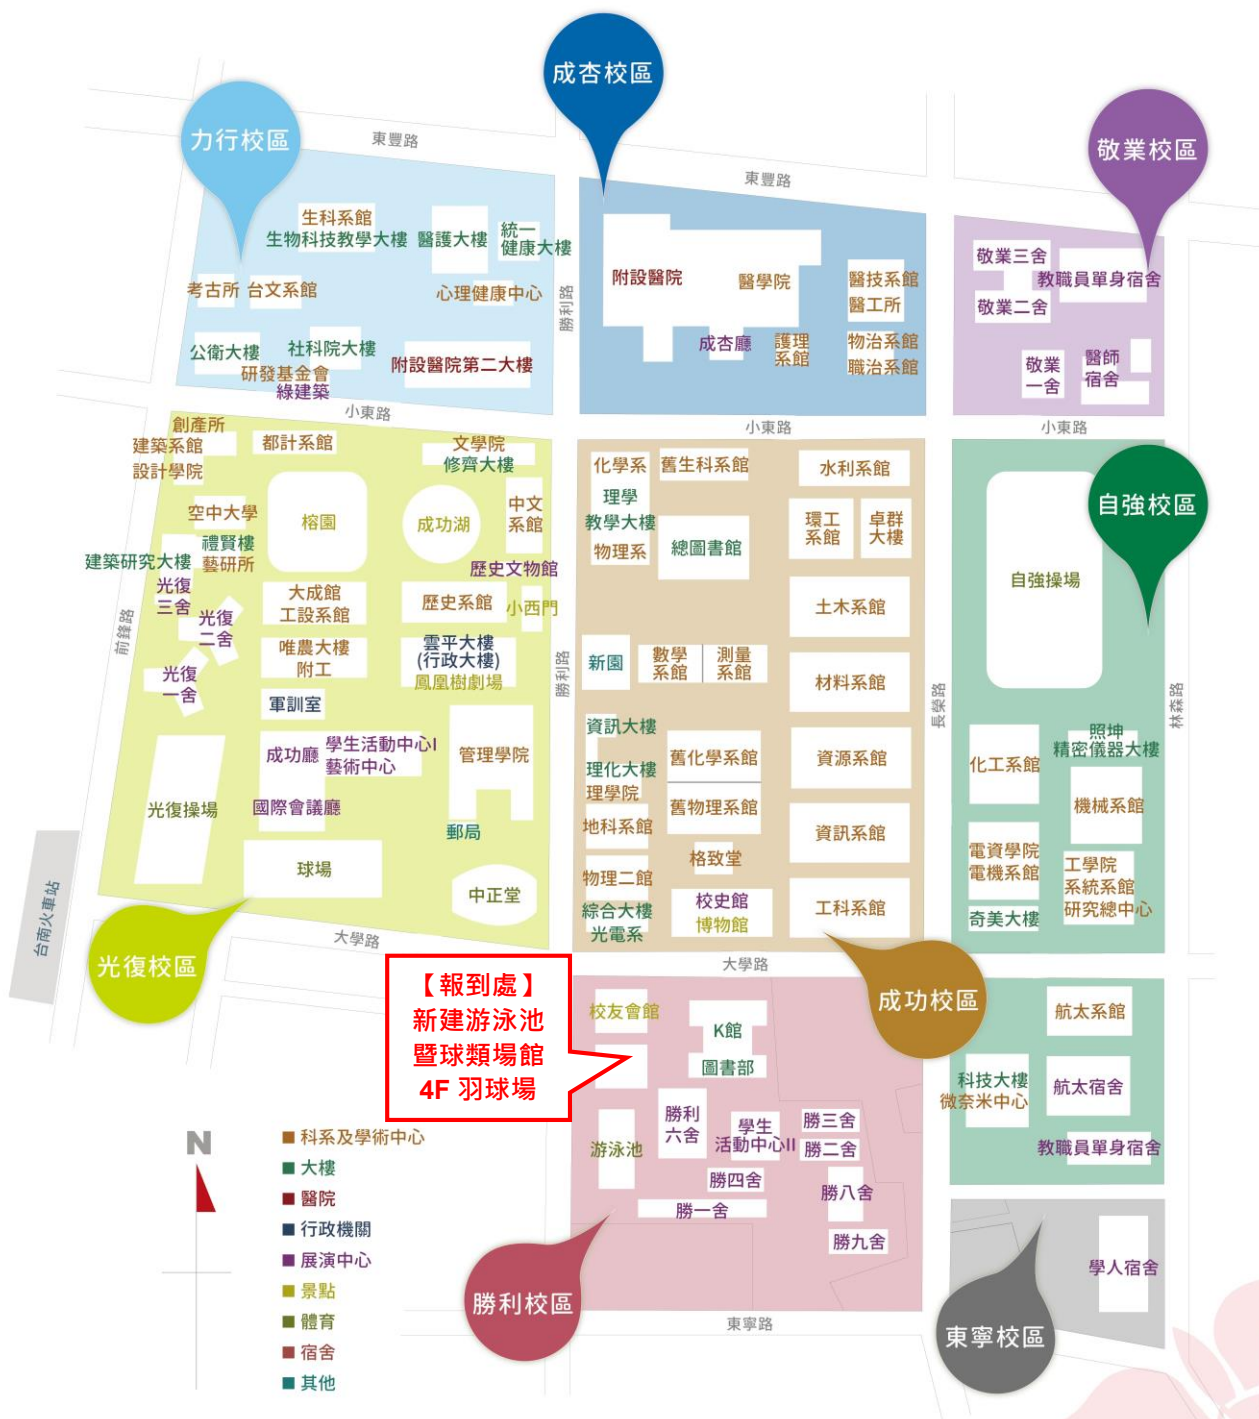 成杏校區
力行校區
敬業校區
東豐路
東豐路
生科系館
生物科技教學大樓
醫護大樓
統一
健康大樓
考古所
台文系館
心理健康中心
公衛大樓
社科院大樓
研發基金會
綠建築
附設醫院第二大樓
勝利路
附設醫院
醫學院
醫技系館
醫工所
成杏廳
護理
系館
物治系館
職治系館
敬業三舍
教職員單身宿舍
敬業二舍
敬業
一舍
醫師
宿舍
小東路
小東路
小東路
創產所
建築系館
設計學院
都計系館
文學院
修齊大樓
空中大學
榕園
成功湖
中文
系館
建築研究大樓
禮賢樓
藝研所
歷史文物館
光復
三舍
大成館
工設系館
歷史系館
小西門
光復
二舍
唯農大樓
附工
雲平大樓
(行政大樓)
鳳凰樹劇場
前鋒路
光復
一舍
軍訓室
成功廳
學生活動中心I
藝術中心
管理學院
光復操場
國際會議廳
郵局
球場
中正堂
台南火車站
光復校區
大學路
勝利路
化學系
理學
教學大樓
物理系
舊生科系館
總圖書館
水利系館
環工
系館
卓群
大樓
土木系館
新園
數學
系館
測量
系館
材料系館
資訊大樓
理化大樓
理學院
舊化學系館
資源系館
舊物理系館
地科系館
資訊系館
格致堂
物理二館
校史館
博物館
綜合大樓
光電系
工科系館
長榮路
大學路
成功校區
自強校區
自強操場
林森路
照坤
精密儀器大樓
化工系館
機械系館
電資學院
電機系館
工學院
系統系館
研究總中心
奇美大樓
【報到處】
新建游泳池
暨球類場館
4F 羽球場
校友會館
K館
圖書部
游泳池
勝利
六舍
學生
活動中心II
勝三舍
勝二舍
勝四舍
勝八舍
勝一舍
勝九舍
勝利校區
東寧路
航太系館
科技大樓
微奈米中心
航太宿舍
教職員單身宿舍
學人宿舍
東寧校區
N
科系及學術中心
大樓
醫院
行政機關
展演中心
景點
體育
宿舍
其他